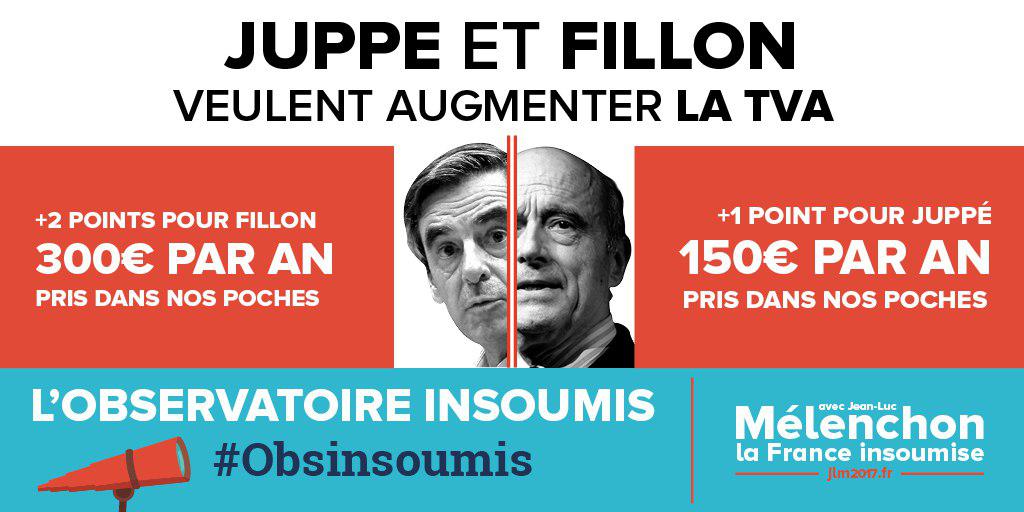 JUPPE ET FILLON
VEULENT AUGMENTER LA TVA
+2 POINTS POUR FILLON
300€ PAR AN
PRIS DANS NOS POCHES
+1 POINT POUR JUPPÉ
150€ PAR AN
PRIS DANS NOS POCHES
L’OBSERVATOIRE INSOUMIS
#Obsinsoumis
avec Jean-Luc
Mélenchon
la France insoumise
Jlm2017.fr